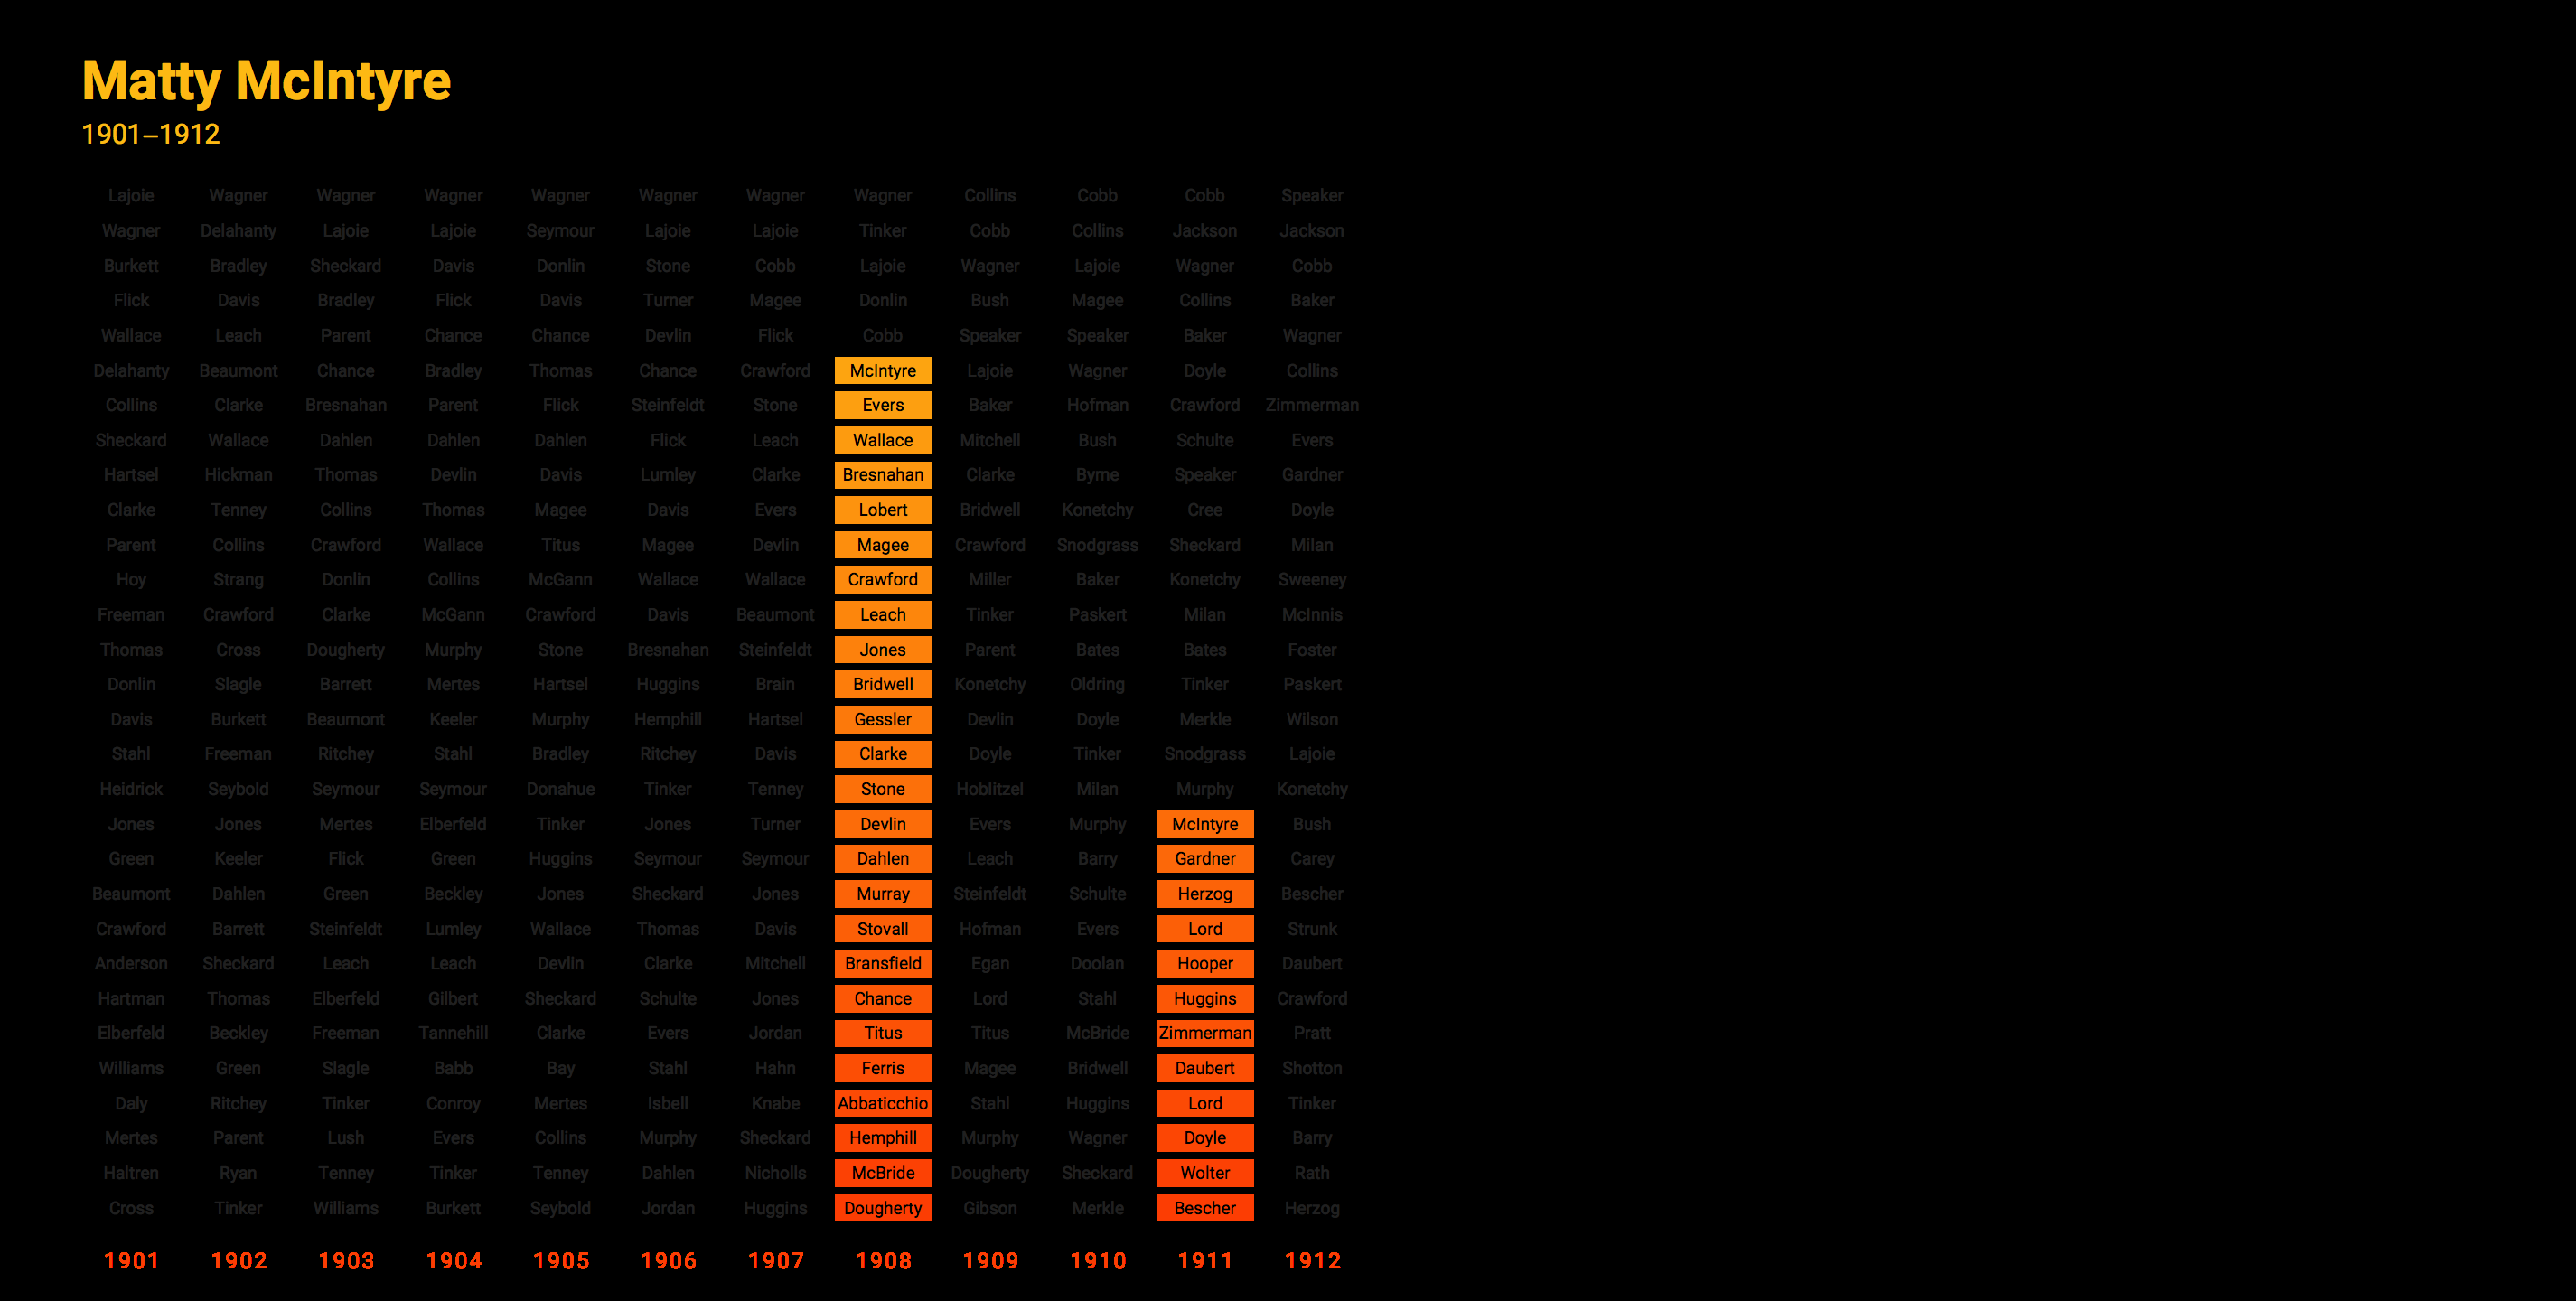 Matty McIntyre
1901–1912
Lajoie Wagner Wagner Wagner Wagner Wagner Wagner Wagner Collins Cobb Cobb Speaker
Wagner Delahanty Lajoie Lajoie Seymour Lajoie Lajoie Tinker Cobb Collins Jackson Jackson
Burkett Bradley Sheckard Davis Donlin Stone Cobb Lajoie Wagner Lajoie Wagner Cobb
Flick Davis Bradley Flick Davis Turner Magee Donlin Bush Magee Collins Baker
Wallace Leach Parent Chance Chance Devlin Flick Cobb Speaker Speaker Baker Wagner
Delahanty Beaumont Chance Bradley Thomas Chance Crawford McIntyre Lajoie Wagner Doyle Collins
Collins Clarke Bresnahan Parent Flick Steinfeldt Stone Evers Baker Hofman Crawford Zimmerman
Sheckard Wallace Dahlen Dahlen Dahlen Flick Leach Wallace Mitchell Bush Schulte Evers
Hartsel Hickman Thomas Devlin Davis Lumley Clarke Bresnahan Clarke Byrne Speaker Gardner
Clarke Tenney Collins Thomas Magee Davis Evers Lobert Bridwell Konetchy Cree Doyle
Parent Collins Crawford Wallace Titus Magee Devlin Magee Crawford Snodgrass Sheckard Milan
Hoy Strang Donlin Collins McGann Wallace Wallace Crawford Miller Baker Konetchy Sweeney
Freeman Crawford Clarke McGann Crawford Davis Beaumont Leach Tinker Paskert Milan McInnis
Thomas Cross Dougherty Murphy Stone Bresnahan Steinfeldt Jones Parent Bates Bates Foster
Donlin Slagle Barrett Mertes Hartsel Huggins Brain Bridwell Konetchy Oldring Tinker Paskert
Davis Burkett Beaumont Keeler Murphy Hemphill Hartsel Gessler Devlin Doyle Merkle Wilson
Stahl Freeman Ritchey Stahl Bradley Ritchey Davis Clarke Doyle Tinker Snodgrass Lajoie
Heidrick Seybold Seymour Seymour Donahue Tinker Tenney Stone Hoblitzel Milan Murphy Konetchy
Jones Jones Mertes Elberfeld Tinker Jones Turner Devlin Evers Murphy McIntyre Bush
Green Keeler Flick Green Huggins Seymour Seymour Dahlen Leach Barry Gardner Carey
Beaumont Dahlen Green Beckley Jones Sheckard Jones Murray Steinfeldt Schulte Herzog Bescher
Crawford Barrett Steinfeldt Lumley Wallace Thomas Davis Stovall Hofman Evers Lord Strunk
Anderson Sheckard Leach Leach Devlin Clarke Mitchell Bransfield Egan Doolan Hooper Daubert
Hartman Thomas Elberfeld Gilbert Sheckard Schulte Jones Chance Lord Stahl Huggins Crawford
Elberfeld Beckley Freeman Tannehill Clarke Evers Jordan Titus Titus McBride Zimmerman Pratt
Williams Green Slagle Babb Bay Stahl Hahn Ferris Magee Bridwell Daubert Shotton
Daly Ritchey Tinker Conroy Mertes Isbell Knabe Abbaticchio Stahl Huggins Lord Tinker
Mertes Parent Lush Evers Collins Murphy Sheckard Hemphill Murphy Wagner Doyle Barry
Haltren Ryan Tenney Tinker Tenney Dahlen Nicholls McBride Dougherty Sheckard Wolter Rath
Cross Tinker Williams Burkett Seybold Jordan Huggins Dougherty Gibson Merkle Bescher Herzog
1901 1902 1903 1904 1905 1906 1907 1908 1909 1910 1911 1912